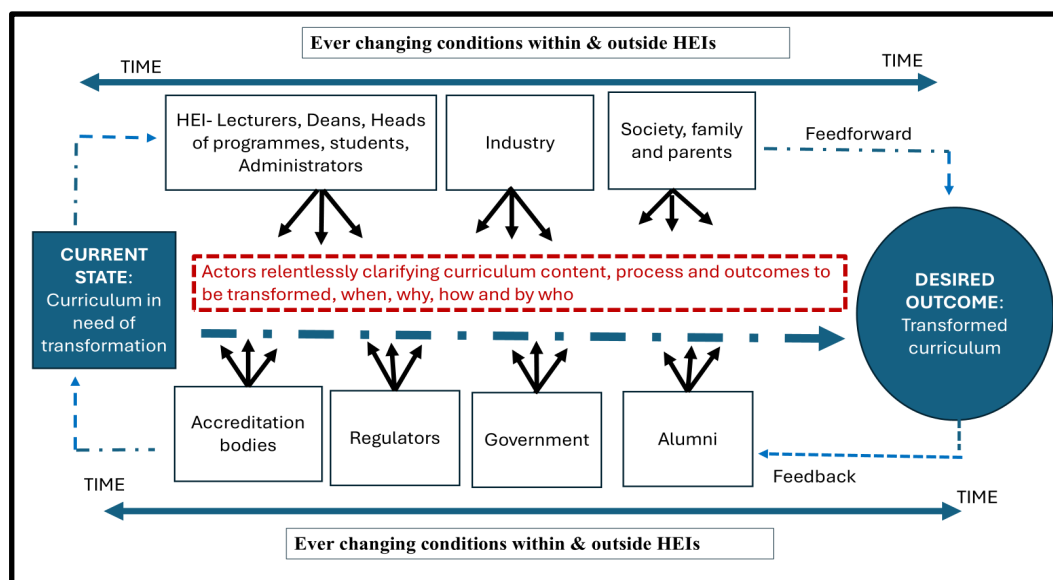 Ever changing conditions within & outside HEIs
TIME
TIME
HEI- Lecturers, Deans, Heads
of programmes, students,
Administrators
Industry
Society, family
and parents
Feedforward
CURRENT
STATE:
Curriculum in
need of
transformation
Actors relentlessly clarifying curriculum content, process and outcomes to
be transformed, when, why, how and by who
DESIRED
OUTCOME:
Transformed
curriculum
Accreditation
bodies
Regulators
Government
Alumni
Feedback
TIME
TIME
Ever changing conditions within & outside HEIs